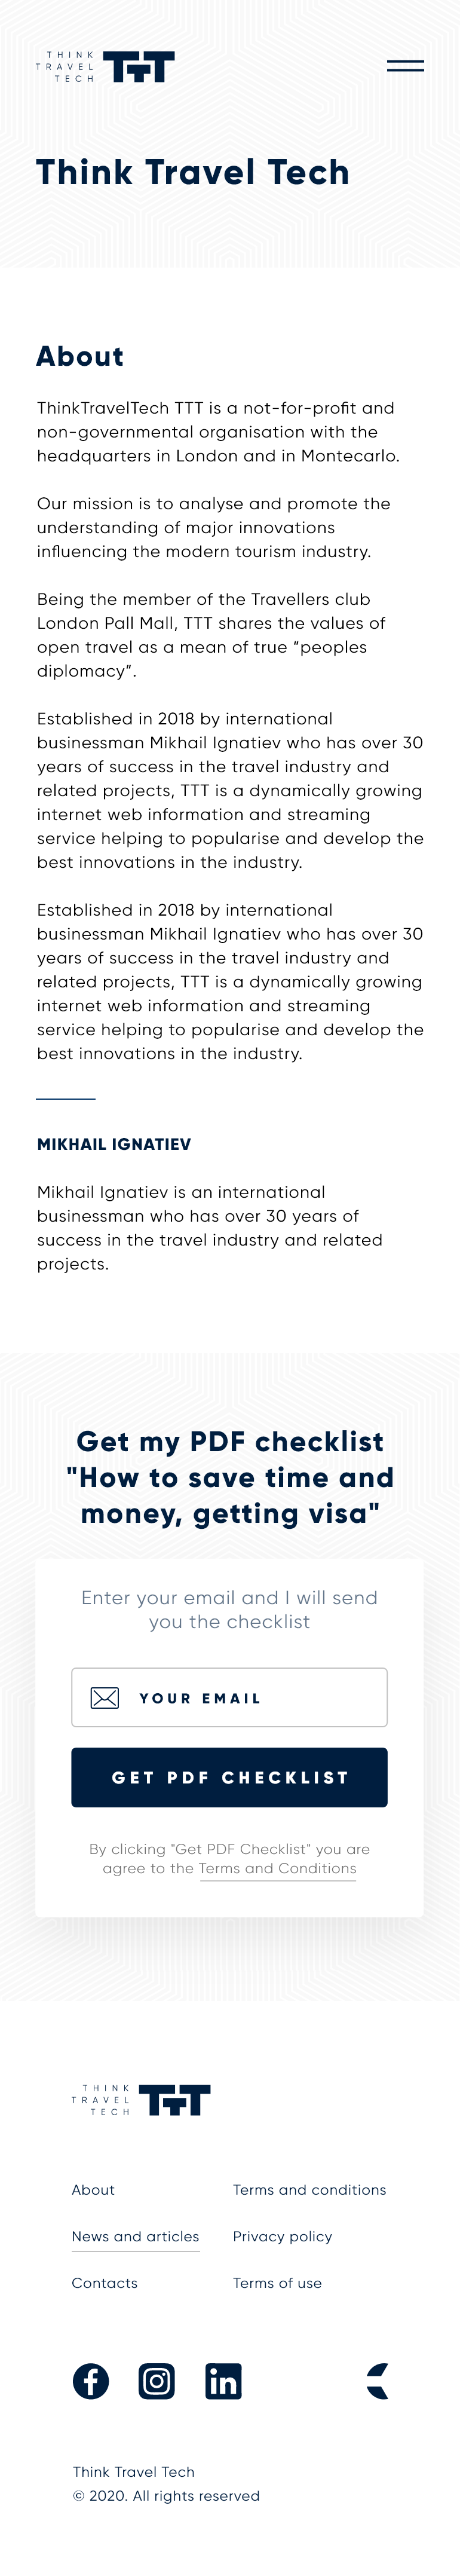 THINK
TRAVEL
TECH
TTT
Think Travel Tech
About
ThinkTravelTech TTT is a not-for-profit and
non-governmental organisation with the
headquarters in London and in Montecarlo.
Our mission is to analyse and promote the
understanding of major innovations
influencing the modern tourism industry.
Being the member of the Travellers club
London Pall Mall, TTT shares the values of
open travel as a mean of true "peoples
diplomacy".
Established in 2018 by international
businessman Mikhail Ignatiev who has over 30
years of success in the travel industry and
related projects, TTT is a dynamically growing
internet web information and streaming
service helping to popularise and develop the
best innovations in the industry.
Established in 2018 by international
businessman Mikhail Ignatiev who has over 30
years of success in the travel industry and
related projects, TTT is a dynamically growing
internet web information and streaming
service helping to popularise and develop the
best innovations in the industry.
MIKHAIL IGNATIEV
Mikhail Ignatiev is an international
businessman who has over 30 years of
success in the travel industry and related
projects.
Get my PDF checklist
"How to save time and
money, getting visa"
Enter your email and I will send
you the checklist
YOUR EMAIL
GET PDF CHECKLIST
By clicking "Get PDF Checklist" you are
agree to the Terms and Conditions
THINK
TRAVEL
TECH
TTT
About
Terms and conditions
News and articles
Privacy policy
Contacts
Terms of use
Think Travel Tech
© 2020. All rights reserved